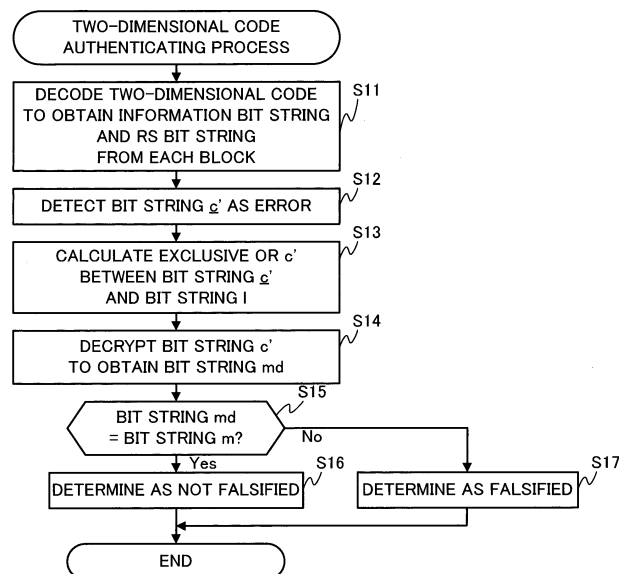 TWO-DIMENSIONAL CODE
AUTHENTICATING PROCESS
S11
DECODE TWO-DIMENSIONAL CODE
TO OBTAIN INFORMATION BIT STRING
AND RS BIT STRING
FROM EACH BLOCK
S12
DETECT BIT STRING c' AS ERROR
S13
CALCULATE EXCLUSIVE OR c'
BETWEEN BIT STRING c'
AND BIT STRING I
S14
DECRYPT BIT STRING c'
TO OBTAIN BIT STRING md
S15
BIT STRING md
= BIT STRING m?
No
Yes
S16
DETERMINE AS NOT FALSIFIED
S17
DETERMINE AS FALSIFIED
END